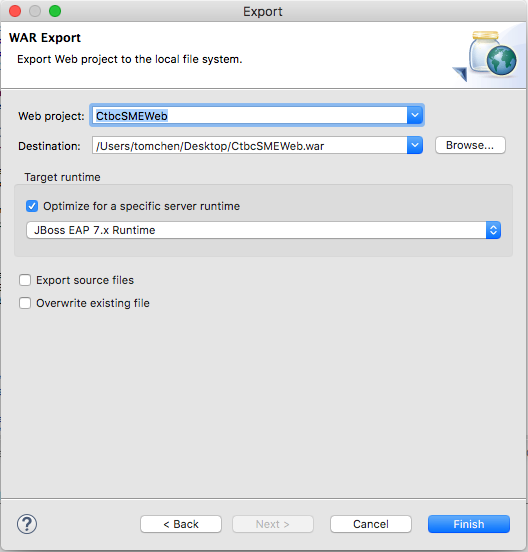 Export
WAR Export
Export Web project to the local file system.
Web project: CtbcSMEWeb
Destination: /Users/tomchen/Desktop/CtbcSMEWeb.war Browse...
Target runtime
Optimize for a specific server runtime
JBoss EAP 7.x Runtime
Export source files
Overwrite existing file
? < Back Next > Cancel Finish